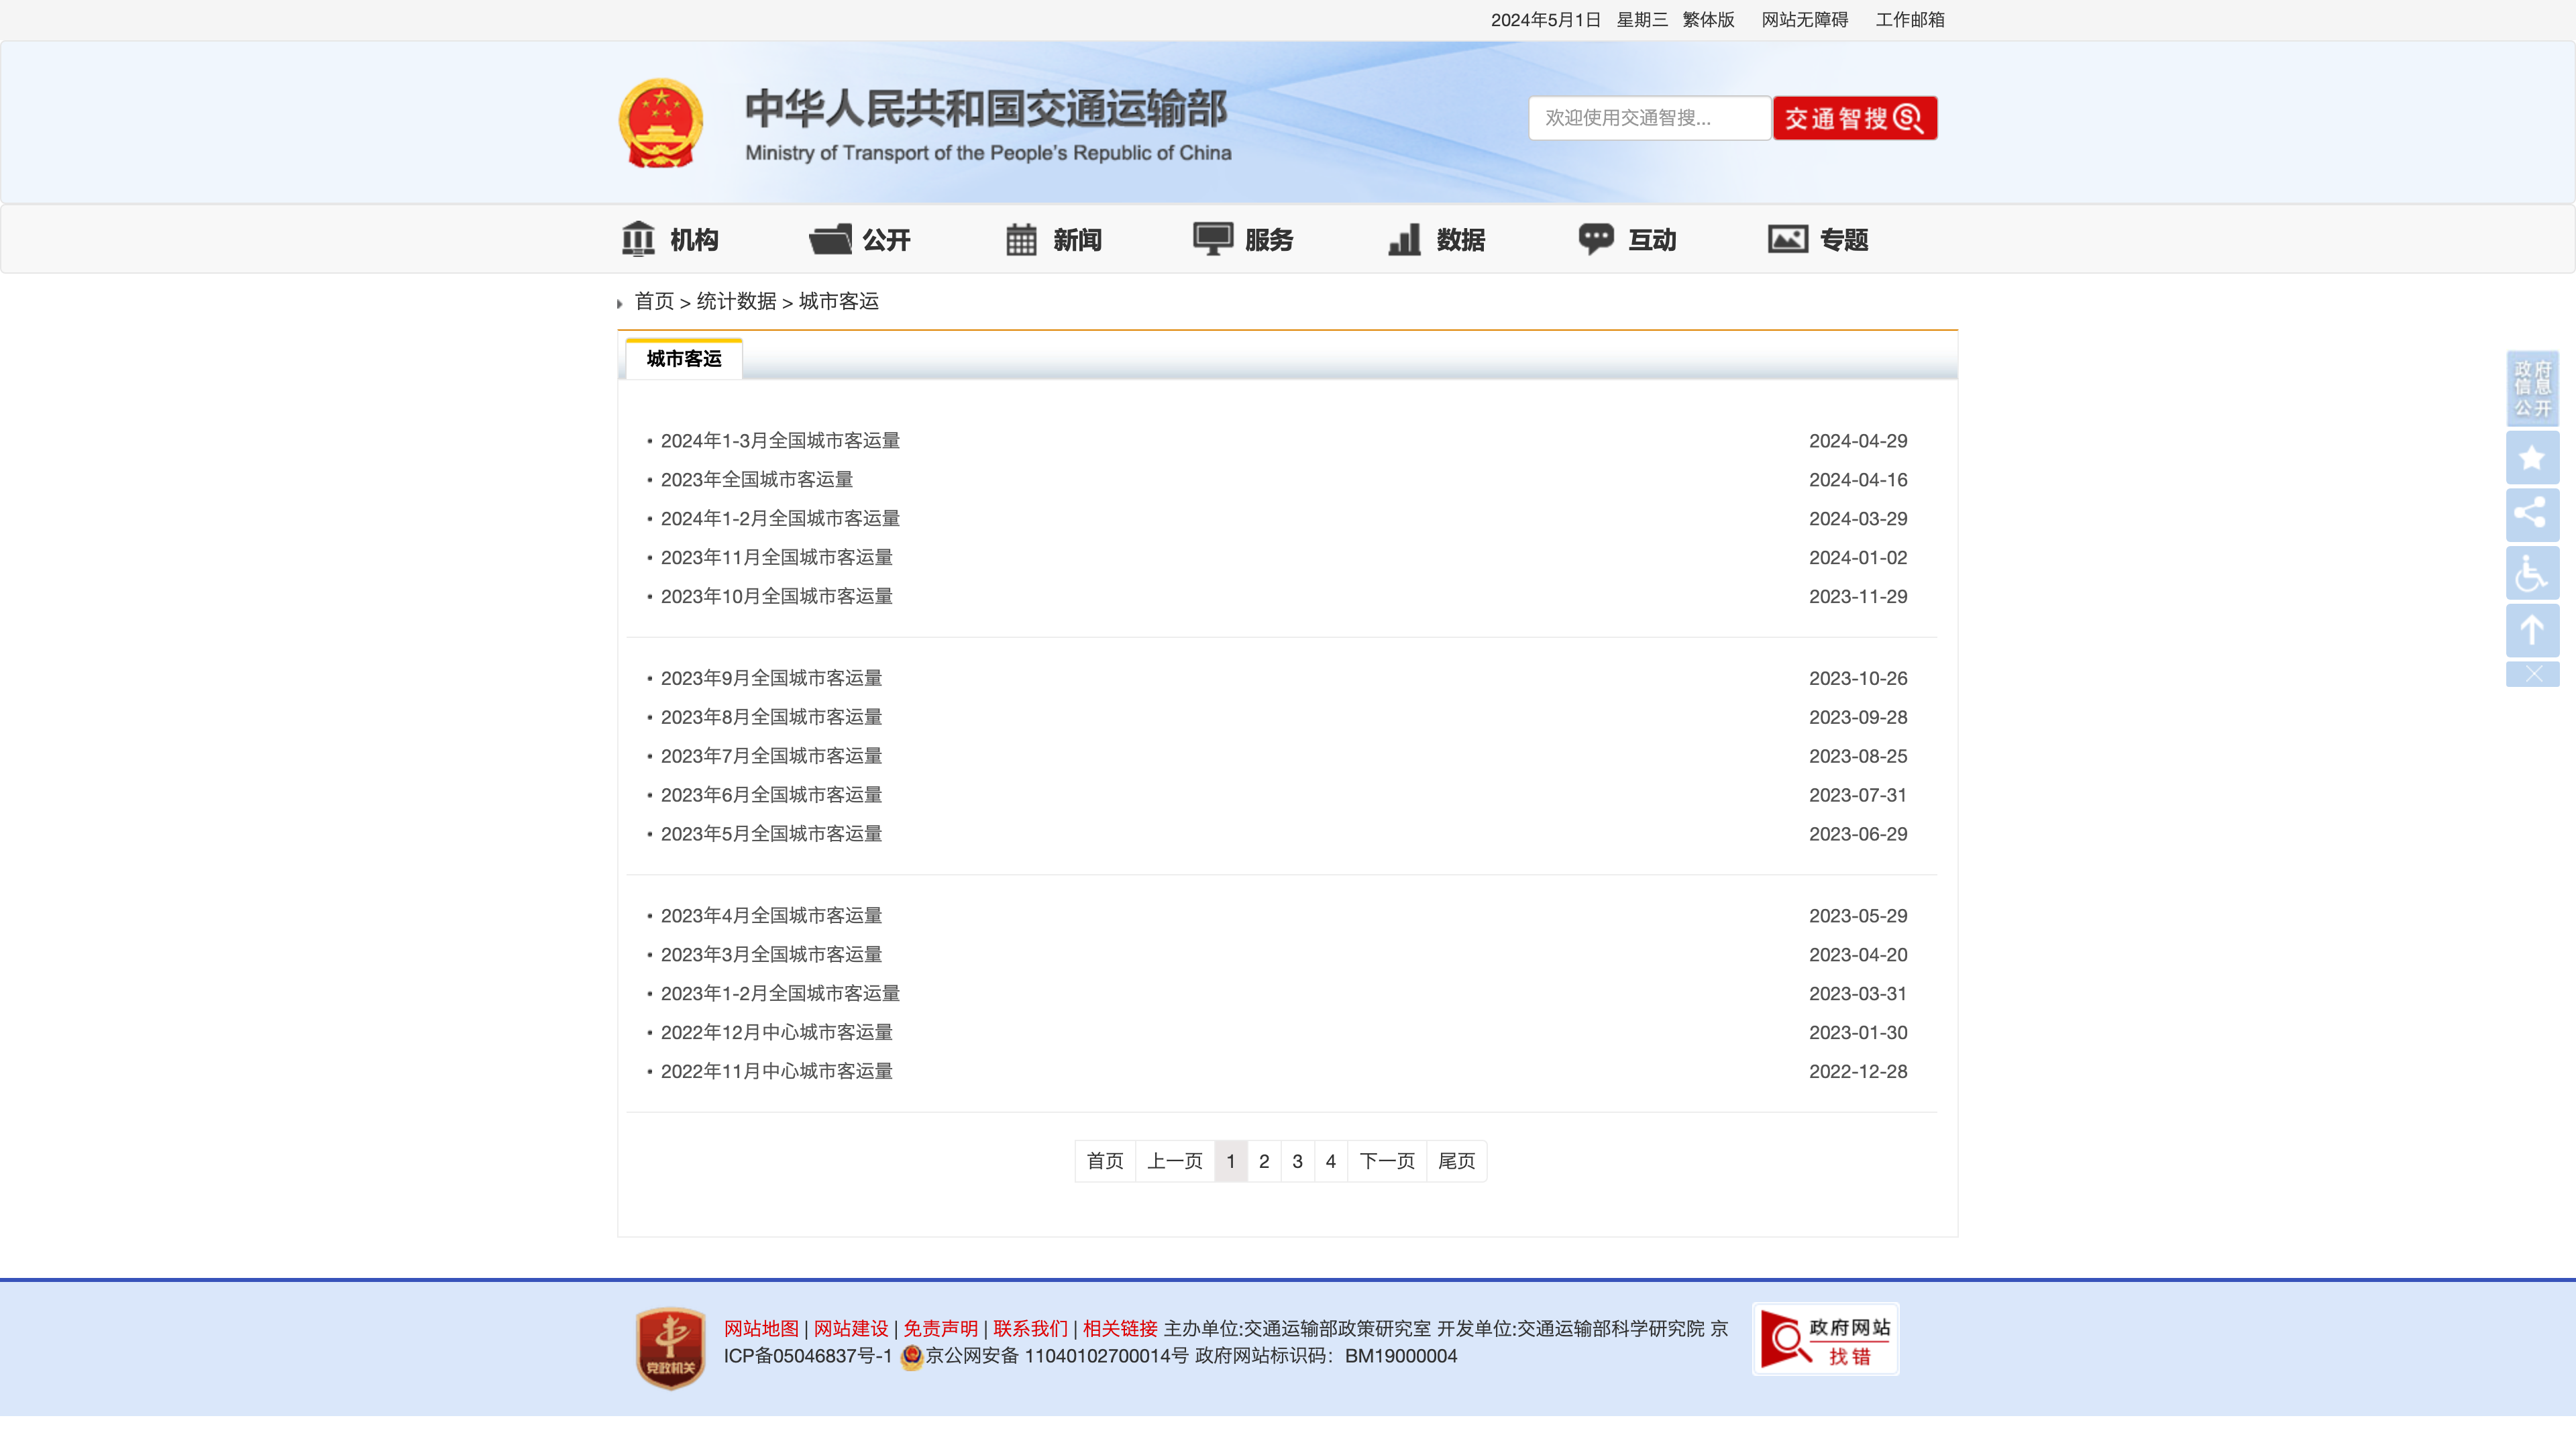 2024年5月1日 星期三 繁体版 网站无障碍 工作邮箱
中华人民共和国交通运输部
Ministry of Transport of the People's Republic of China
欢迎使用交通智搜... 交通智搜
机构 公开 新闻 服务 数据 互动 专题
首页 > 统计数据 > 城市客运
城市客运
政府
信息
公开
2024年1-3月全国城市客运量 2024-04-29
2023年全国城市客运量 2024-04-16
2024年1-2月全国城市客运量 2024-03-29
2023年11月全国城市客运量 2024-01-02
2023年10月全国城市客运量 2023-11-29
2023年9月全国城市客运量 2023-10-26
2023年8月全国城市客运量 2023-09-28
2023年7月全国城市客运量 2023-08-25
2023年6月全国城市客运量 2023-07-31
2023年5月全国城市客运量 2023-06-29
2023年4月全国城市客运量 2023-05-29
2023年3月全国城市客运量 2023-04-20
2023年1-2月全国城市客运量 2023-03-31
2022年12月中心城市客运量 2023-01-30
2022年11月中心城市客运量 2022-12-28
首页 上一页 1 2 3 4 下一页 尾页
党政机关
网站地图 | 网站建设 | 免责声明 | 联系我们 | 相关链接 主办单位:交通运输部政策研究室 开发单位:交通运输部科学研究院 京
ICP备05046837号-1 京公网安备 11040102700014号 政府网站标识码：BM19000004
政府网站
找错